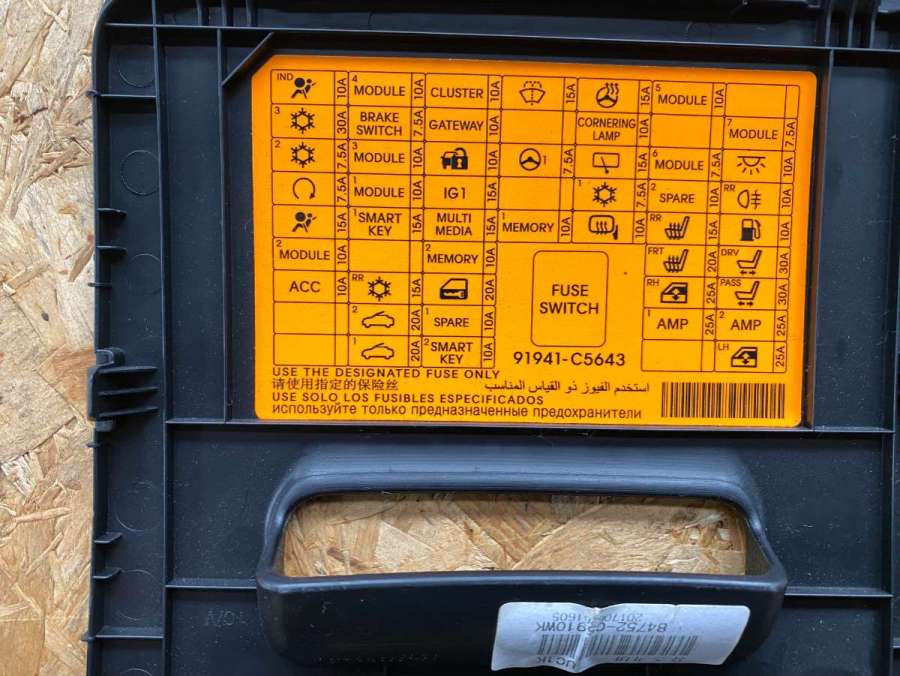 IND 10A 4 MODULE 10A CLUSTER 10A 15A 15A 5 MODULE 10A
3 30A BRAKE SWITCH 7.5A GATEWAY 10A CORNERING LAMP 10A 7 MODULE 7.5A
2 7.5A 3 MODULE 10A 15A 1 7.5A 10A 6 MODULE 7.5A 10A
7.5A 1 MODULE 10A IG1 15A 1 7.5A 2 SPARE 10A RR 10A
15A 1 SMART KEY 15A MULTI MEDIA 15A 1 MEMORY 10A 10A RR 15A 10A
2 MODULE 10A 2 MEMORY 10A FRT 20A DRV 30A
ACC 10A RR 15A 20A RH 25A PASS 30A
2 20A 1 SPARE 10A 1 AMP 25A 2 AMP 25A
1 20A 2 SMART KEY 10A LH 25A
FUSE
SWITCH
91941-C5643
USE THE DESIGNATED FUSE ONLY
请使用指定的保险丝
استخدم الفيوز ذو القياس المناسب
USE SOLO LOS FUSIBLES ESPECIFICADOS
используйте только предназначенные предохранители
UC1K